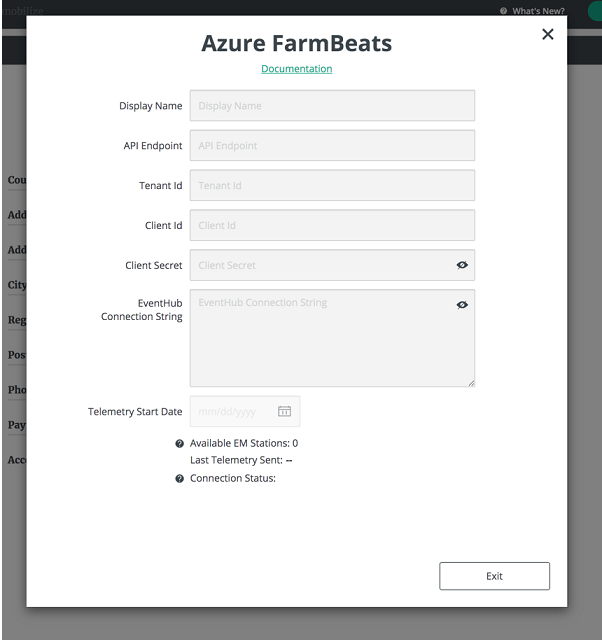 mobilize
What's New?
Azure FarmBeats
Documentation
Display Name
Display Name
API Endpoint
API Endpoint
Tenant Id
Tenant Id
Client Id
Client Id
Client Secret
Client Secret
EventHub
Connection String
EventHub Connection String
Telemetry Start Date
mm/dd/yyyy
Available EM Stations: 0
Last Telemetry Sent: --
Connection Status:
Exit
Cou
Add
Add
City
Reg
Pos
Pho
Pay
Acc